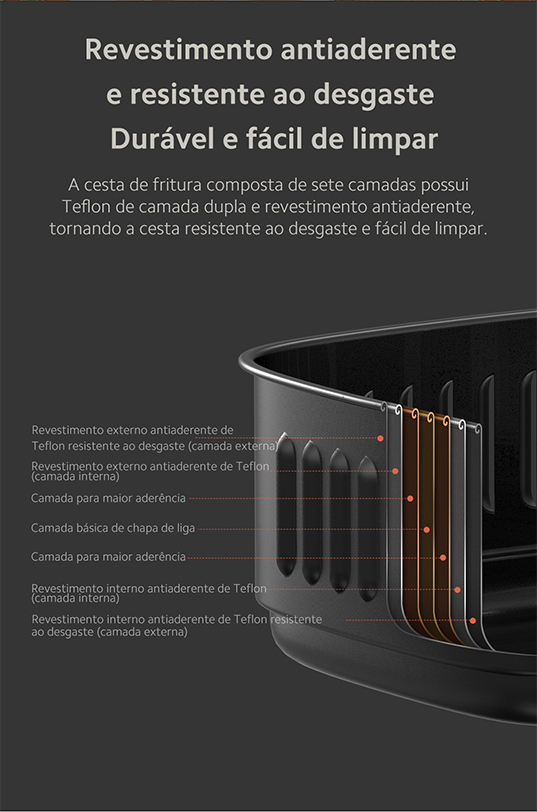 Revestimento antiaderente
e resistente ao desgaste
Durável e fácil de limpar
A cesta de fritura composta de sete camadas possui
Teflon de camada dupla e revestimento antiaderente,
tornando a cesta resistente ao desgaste e fácil de limpar.
Revestimento externo antiaderente de
Teflon resistente ao desgaste (camada externa)
Revestimento externo antiaderente de Teflon
(camada interna)
Camada para maior aderência
Camada básica de chapa de liga
Camada para maior aderência
Revestimento interno antiaderente de Teflon
(camada interna)
Revestimento interno antiaderente de Teflon resistente
ao desgaste (camada externa)